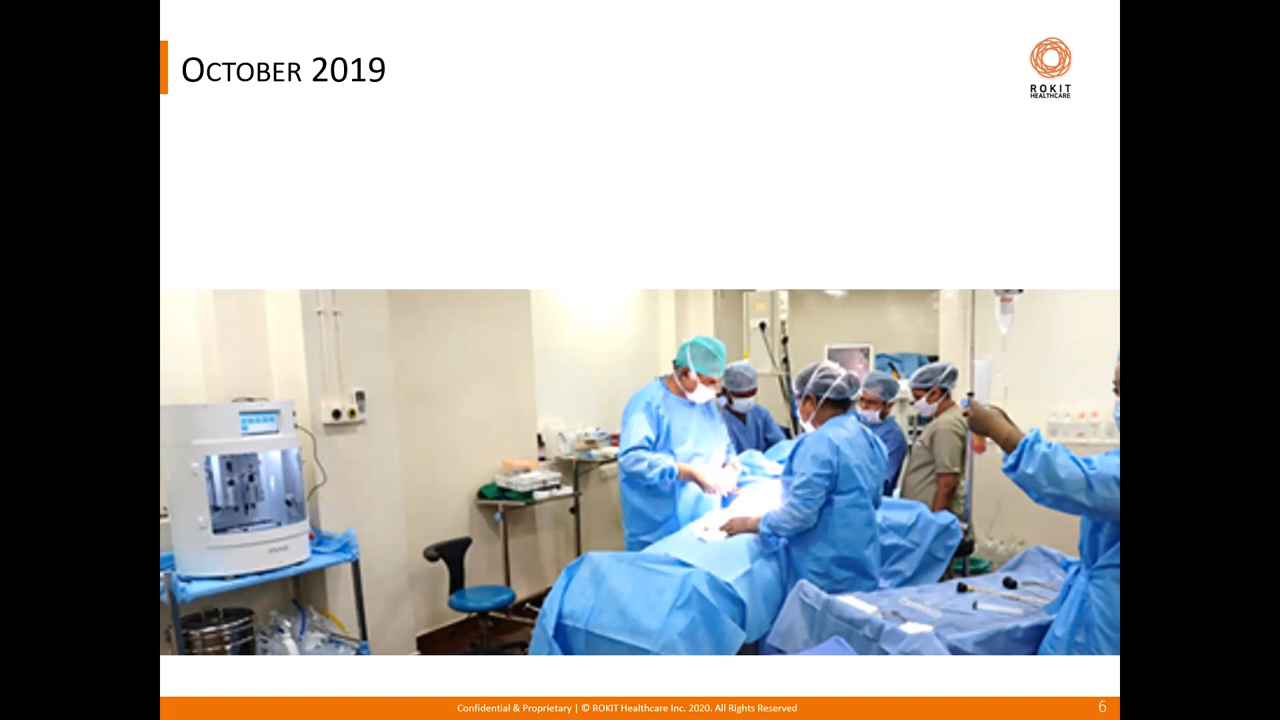 OCTOBER 2019
ROKIT
HEALTHCARE
Confidential & Proprietary | © ROKIT Healthcare Inc. 2020. All Rights Reserved
6